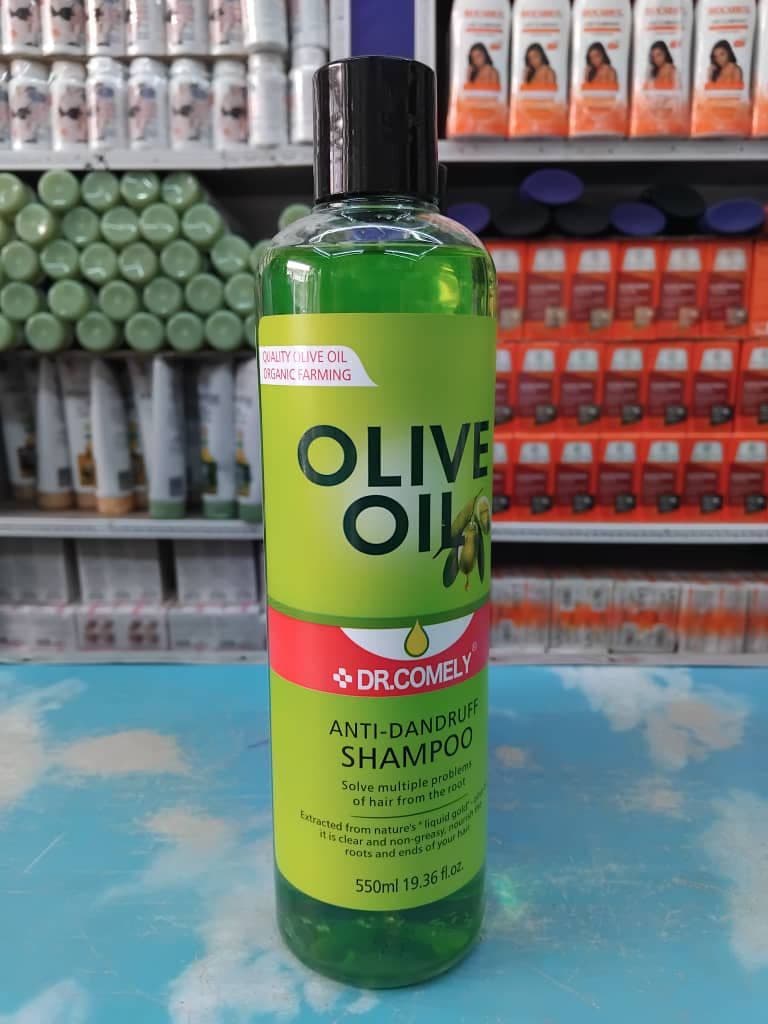 QUALITY OLIVE OIL
ORGANIC FARMING
OLIVE
OIL
DR.COMELY®
ANTI-DANDRUFF
SHAMPOO
Solve multiple problems
of hair from the root
Extracted from nature's " liquid gold"
it is clear and non-greasy, nourish the
roots and ends of your hair
550ml 19.36 fl.oz.